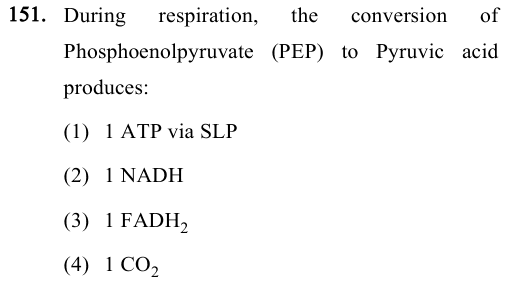 151. During respiration, the conversion of
Phosphoenolpyruvate (PEP) to Pyruvic acid
produces:
(1) 1 ATP via SLP
(2) 1 NADH
(3) 1 FADH₂
(4) 1 CO₂